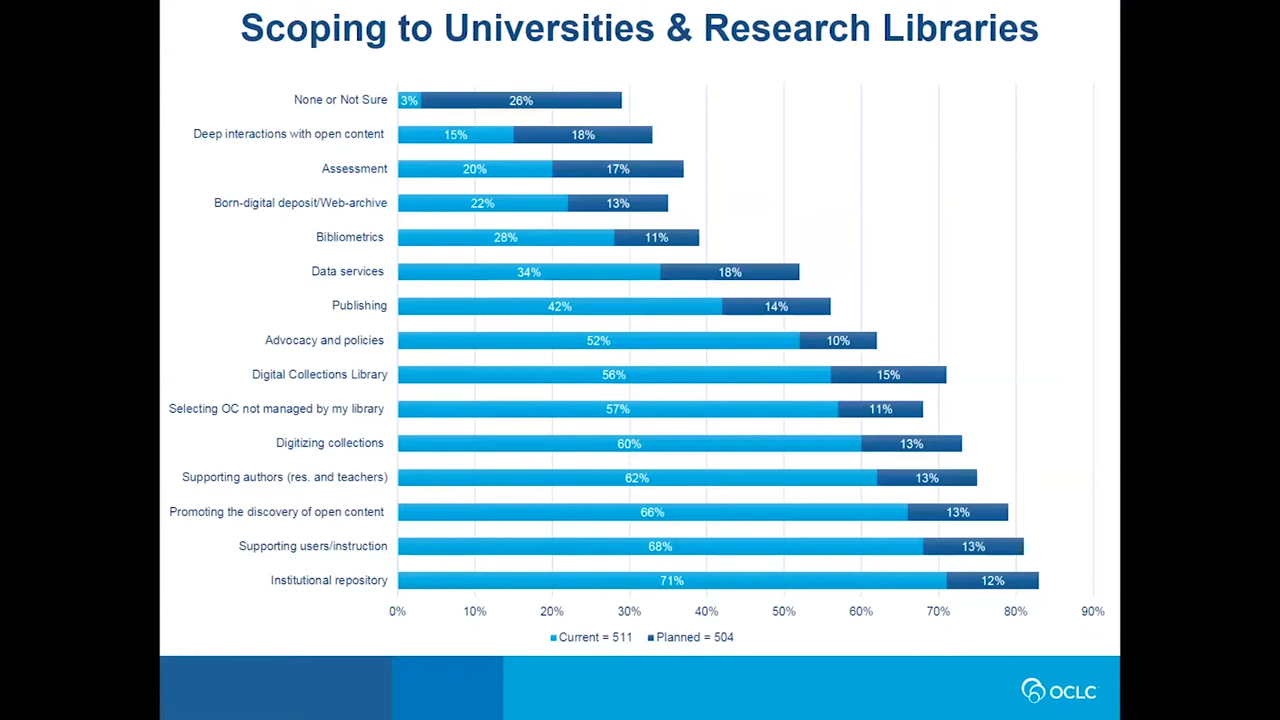 Scoping to Universities & Research Libraries
None or Not Sure 3% 26%
Deep interactions with open content 15% 18%
Assessment 20% 17%
Born-digital deposit/Web-archive 22% 13%
Bibliometrics 28% 11%
Data services 34% 18%
Publishing 42% 14%
Advocacy and policies 52% 10%
Digital Collections Library 56% 15%
Selecting OC not managed by my library 57% 11%
Digitizing collections 60% 13%
Supporting authors (res. and teachers) 62% 13%
Promoting the discovery of open content 66% 13%
Supporting users/instruction 68% 13%
Institutional repository 71% 12%
0% 10% 20% 30% 40% 50% 60% 70% 80% 90%
Current = 511 Planned = 504
OCLC